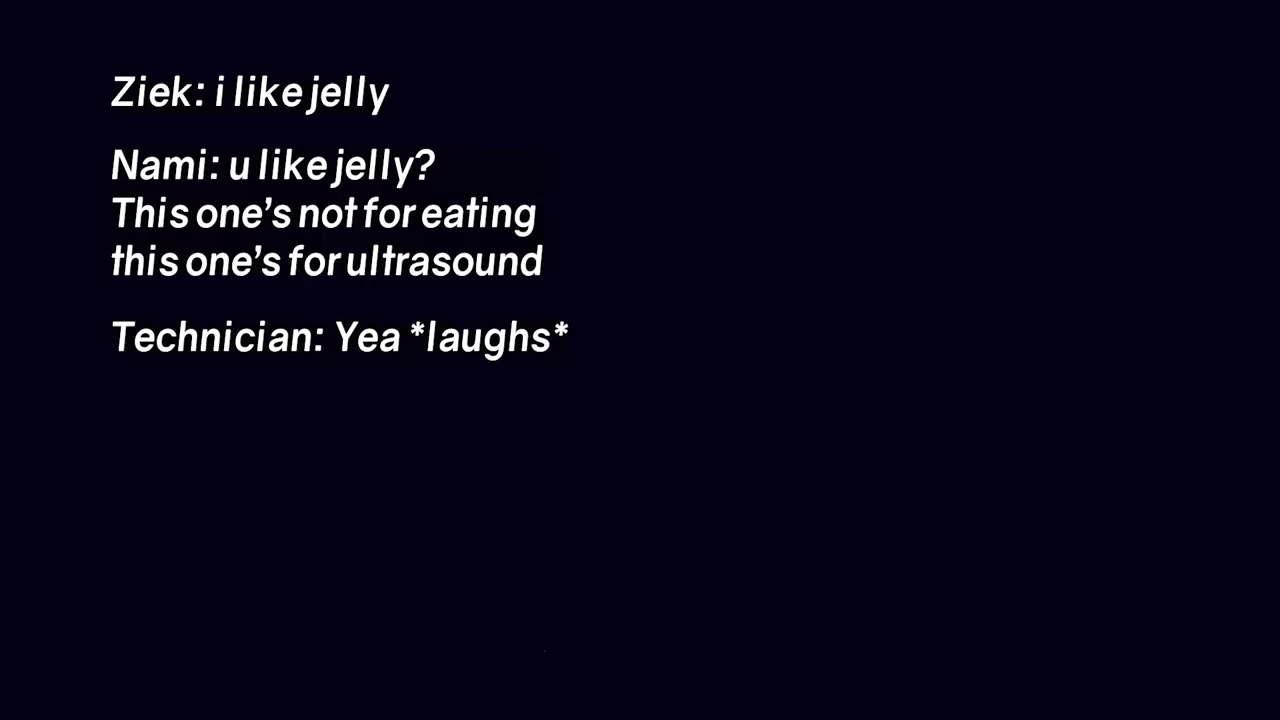 Ziek: i like jelly
Nami: u like jelly?
This one’s not for eating
this one’s for ultrasound
Technician: Yea *laughs*